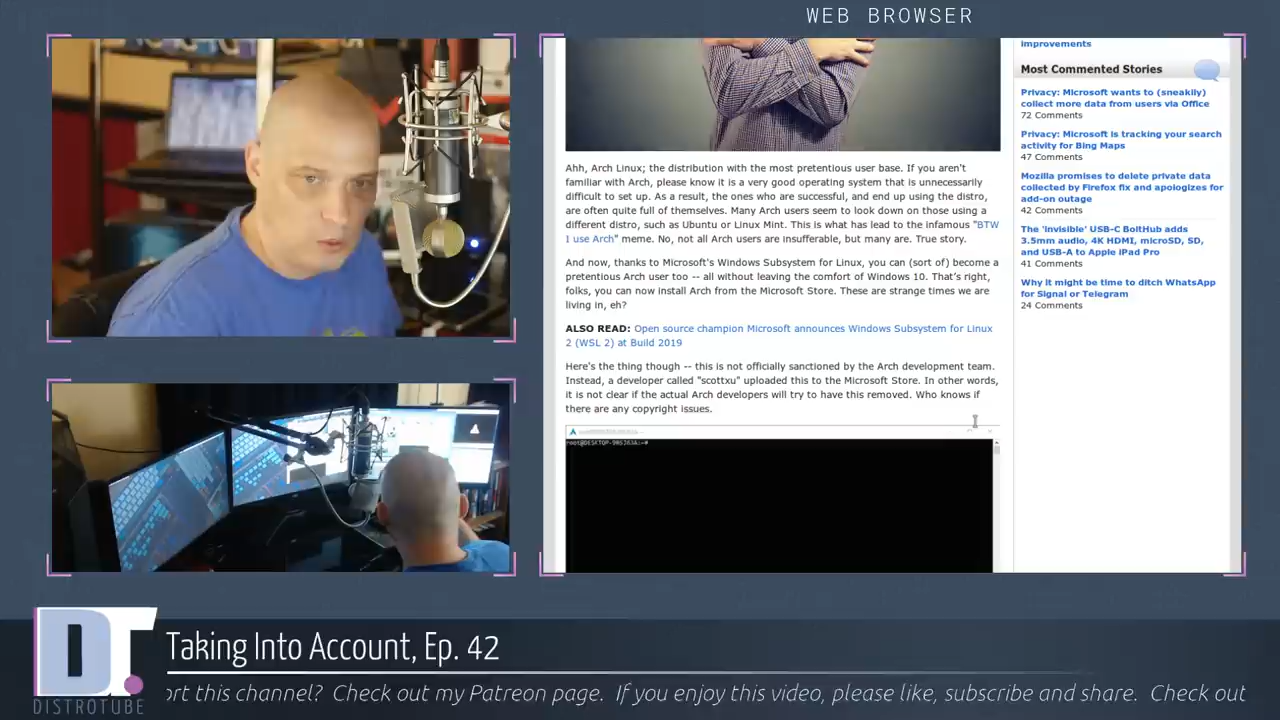 WEB BROWSER
improvements
Most Commented Stories
Privacy: Microsoft wants to (sneakily)
collect more data from users via Office
72 Comments
Privacy: Microsoft is tracking your search
activity for Bing Maps
47 Comments
Mozilla promises to delete private data
collected by Firefox fix and apologizes for
add-on outage
42 Comments
The 'invisible' USB-C BoltHub adds
3.5mm audio, 4K HDMI, microSD, SD,
and USB-A to Apple iPad Pro
41 Comments
Why it might be time to ditch WhatsApp
for Signal or Telegram
24 Comments
Ahh, Arch Linux; the distribution with the most pretentious user base. If you aren't
familiar with Arch, please know it is a very good operating system that is unnecessarily
difficult to set up. As a result, the ones who are successful, and end up using the distro,
are often quite full of themselves. Many Arch users seem to look down on those using a
different distro, such as Ubuntu or Linux Mint. This is what has lead to the infamous "BTW
I use Arch" meme. No, not all Arch users are insufferable, but many are. True story.
And now, thanks to Microsoft's Windows Subsystem for Linux, you can (sort of) become a
pretentious Arch user too -- all without leaving the comfort of Windows 10. That's right,
folks, you can now install Arch from the Microsoft Store. These are strange times we are
living in, eh?
ALSO READ: Open source champion Microsoft announces Windows Subsystem for Linux
2 (WSL 2) at Build 2019
Here's the thing though -- this is not officially sanctioned by the Arch development team.
Instead, a developer called "scottxu" uploaded this to the Microsoft Store. In other words,
it is not clear if the actual Arch developers will try to have this removed. Who knows if
there are any copyright issues.
DT
DISTROTUBE
Taking Into Account, Ep. 42
ort this channel? Check out my Patreon page. If you enjoy this video, please like, subscribe and share. Check out